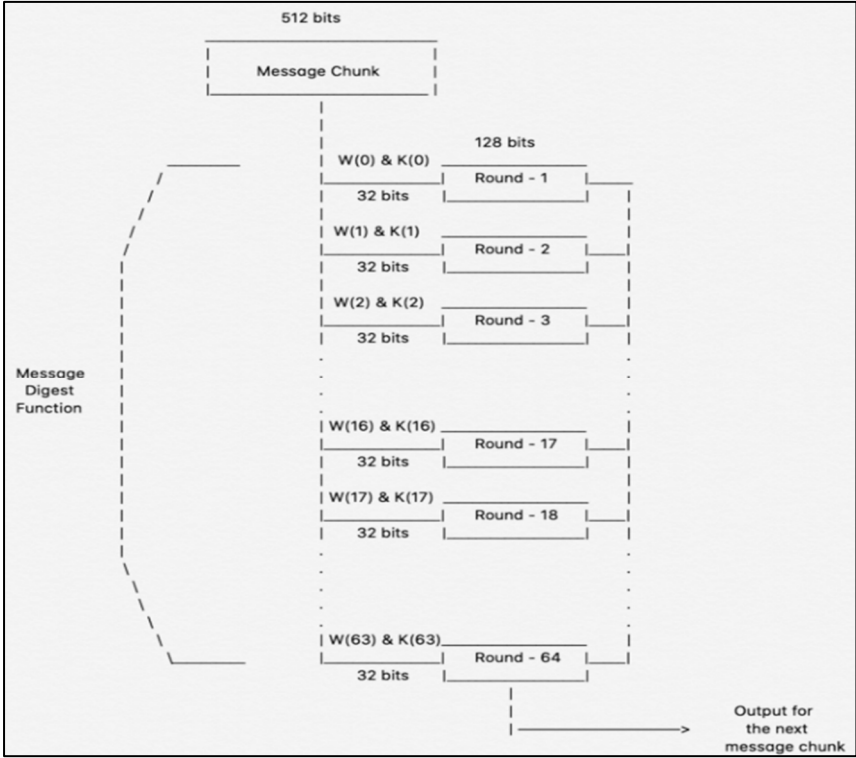 512 bits
Message Chunk
128 bits
W(0) & K(0)
Round - 1
32 bits
W(1) & K(1)
Round - 2
32 bits
W(2) & K(2)
Round - 3
32 bits
Message
Digest
Function
W(16) & K(16)
Round - 17
32 bits
W(17) & K(17)
Round - 18
32 bits
W(63) & K(63)
Round - 64
32 bits
Output for
the next
message chunk